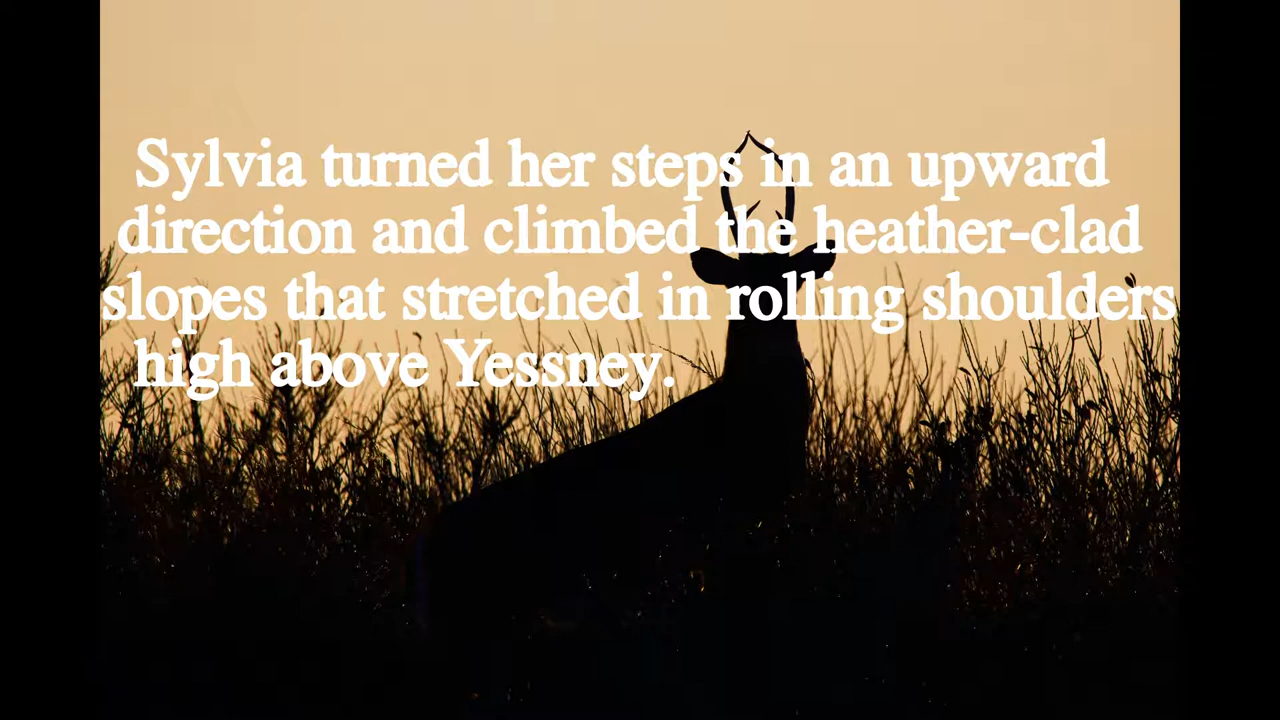 Sylvia turned her steps in an upward
direction and climbed the heather-clad
slopes that stretched in rolling shoulders
high above Yessney.